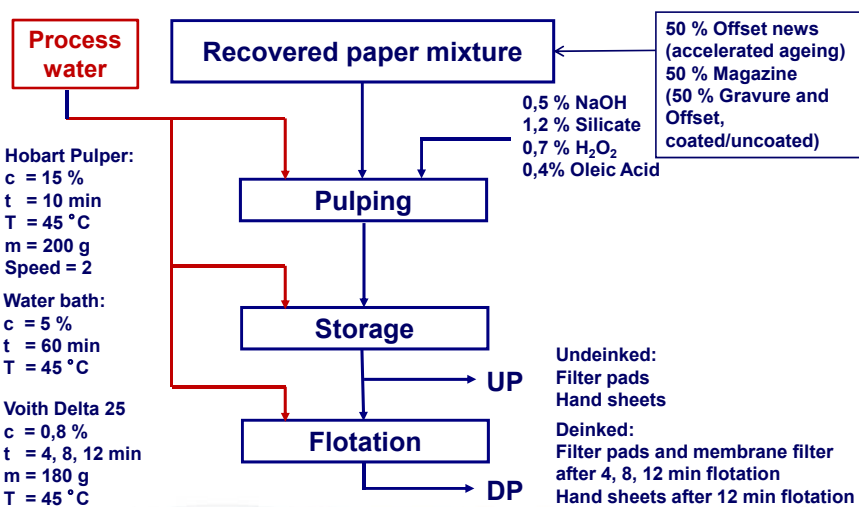 Process
water
Recovered paper mixture
50 % Offset news
(accelerated ageing)
50 % Magazine
(50 % Gravure and
Offset,
coated/uncoated)
0,5 % NaOH
1,2 % Silicate
0,7 % H₂O₂
0,4% Oleic Acid
Hobart Pulper:
c = 15 %
t = 10 min
T = 45 °C
m = 200 g
Speed = 2
Pulping
Water bath:
c = 5 %
t = 60 min
T = 45 °C
Storage
UP
Undeinked:
Filter pads
Hand sheets
Voith Delta 25
c = 0,8 %
t = 4, 8, 12 min
m = 180 g
T = 45 °C
Flotation
DP
Deinked:
Filter pads and membrane filter
after 4, 8, 12 min flotation
Hand sheets after 12 min flotation